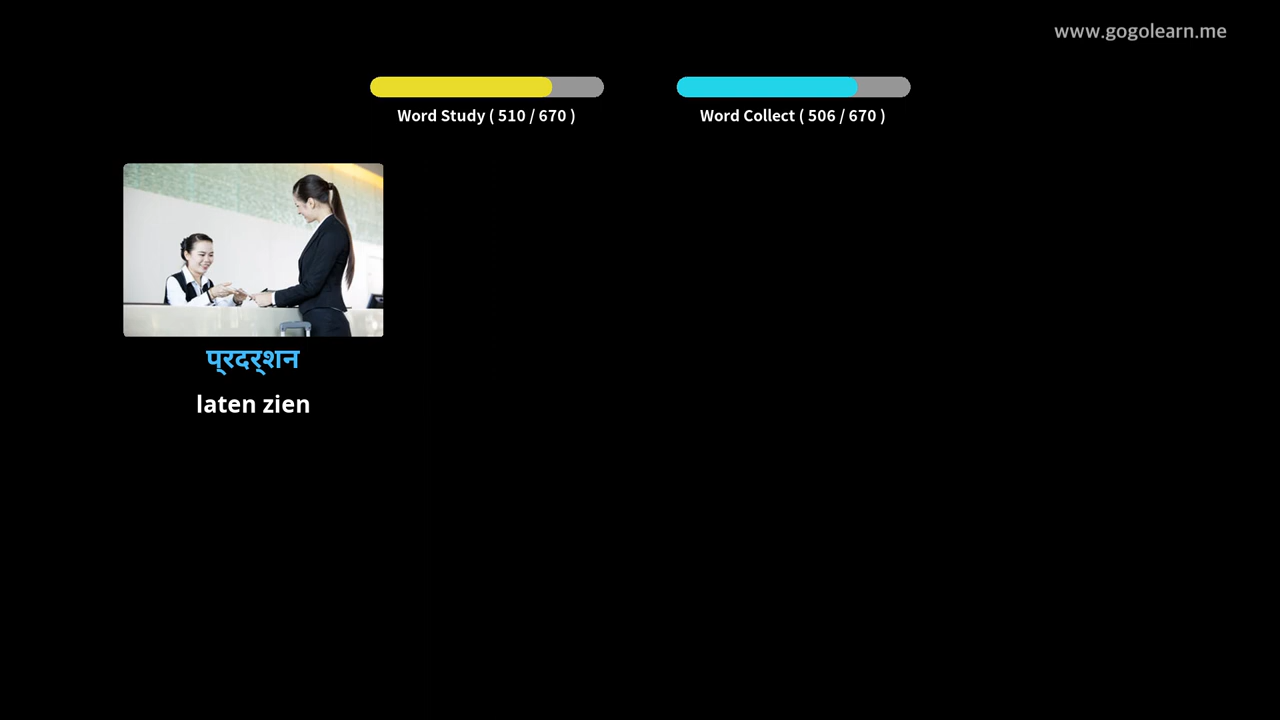 www.gogolearn.me
Word Study ( 510 / 670 )
Word Collect ( 506 / 670 )
प्रदर्शन
laten zien